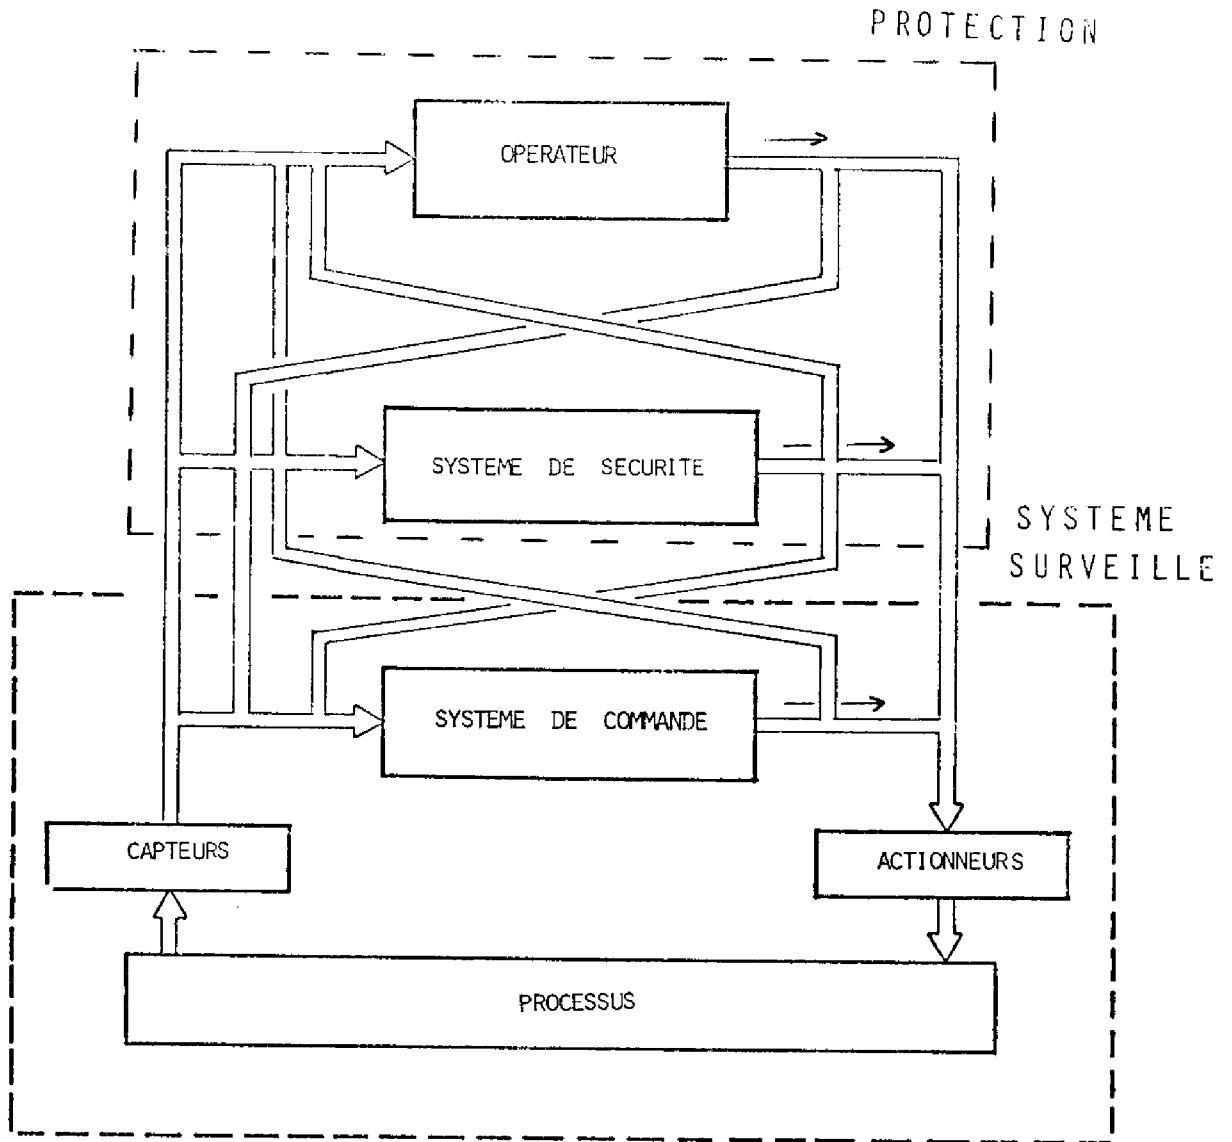 PROTECTION
OPERATEUR
SYSTEME DE SECURITE
SYSTEME
SURVEILLE
SYSTEME DE COMMANDE
CAPTEURS
ACTIONNEURS
PROCESSUS